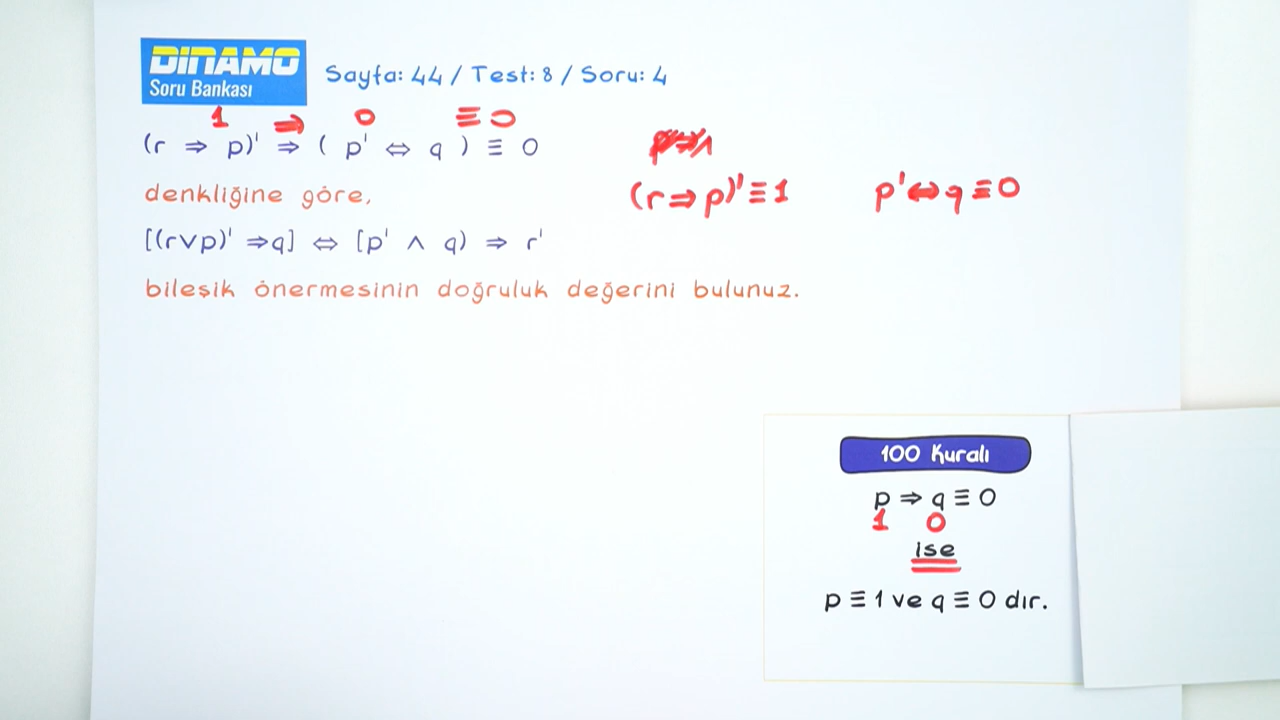 DINAMO
Soru Bankası
Sayfa: 44 / Test: 8 / Soru: 4
1 ⇒ 0 ≡ 0
(r ⇒ p)' ⇒ ( p' ⇔ q ) ≡ 0
denkliğine göre,
(r⇒p)'≡1 p'⇔q≡0
[(r∨p)' ⇒q] ⇔ [p' ∧ q) ⇒ r'
bileşik önermesinin doğruluk değerini bulunuz.
100 Kuralı
p ⇒ q ≡ 0
1 0
ise
p ≡ 1 ve q ≡ 0 dır.